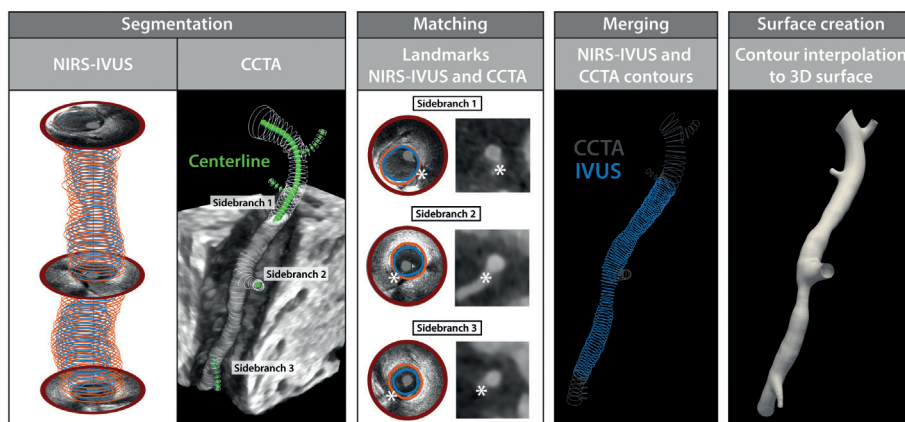 Segmentation
NIRS-IVUS
CCTA
Centerline
Sidebranch 1
Sidebranch 2
Sidebranch 3
Matching
Landmarks
NIRS-IVUS and CCTA
Sidebranch 1
*
*
Sidebranch 2
*
*
Sidebranch 3
*
*
Merging
NIRS-IVUS and
CCTA contours
CCTA
IVUS
Surface creation
Contour interpolation
to 3D surface